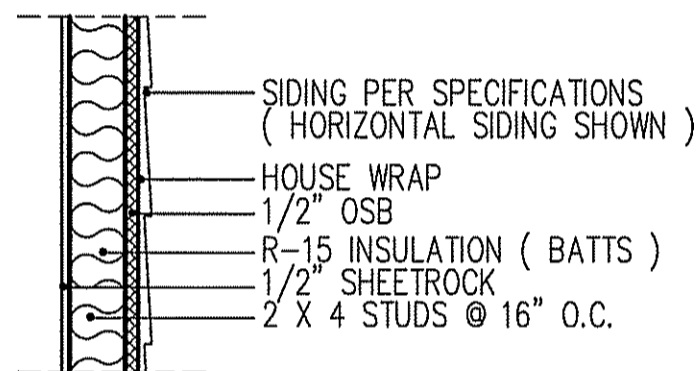 SIDING PER SPECIFICATIONS
( HORIZONTAL SIDING SHOWN )
HOUSE WRAP
1/2" OSB
R-15 INSULATION ( BATTS )
1/2" SHEETROCK
2 X 4 STUDS @ 16" O.C.